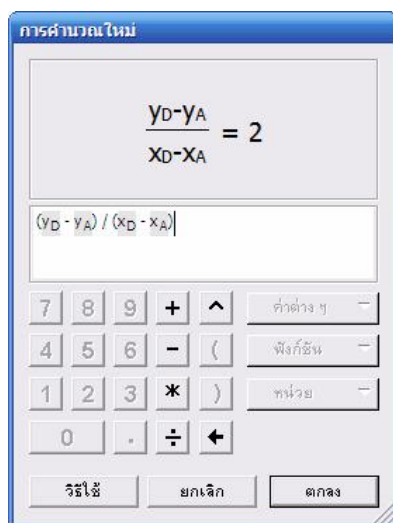 การคำนวณใหม่
yD-yA
xD-xA
= 2
(yD - yA) / (xD - xA)
7 8 9 + ^ ค่าต่าง ๆ
4 5 6 - ( ฟังก์ชัน
1 2 3 * ) หน่วย
0 . ÷ ←
วิธีใช้ ยกเลิก ตกลง